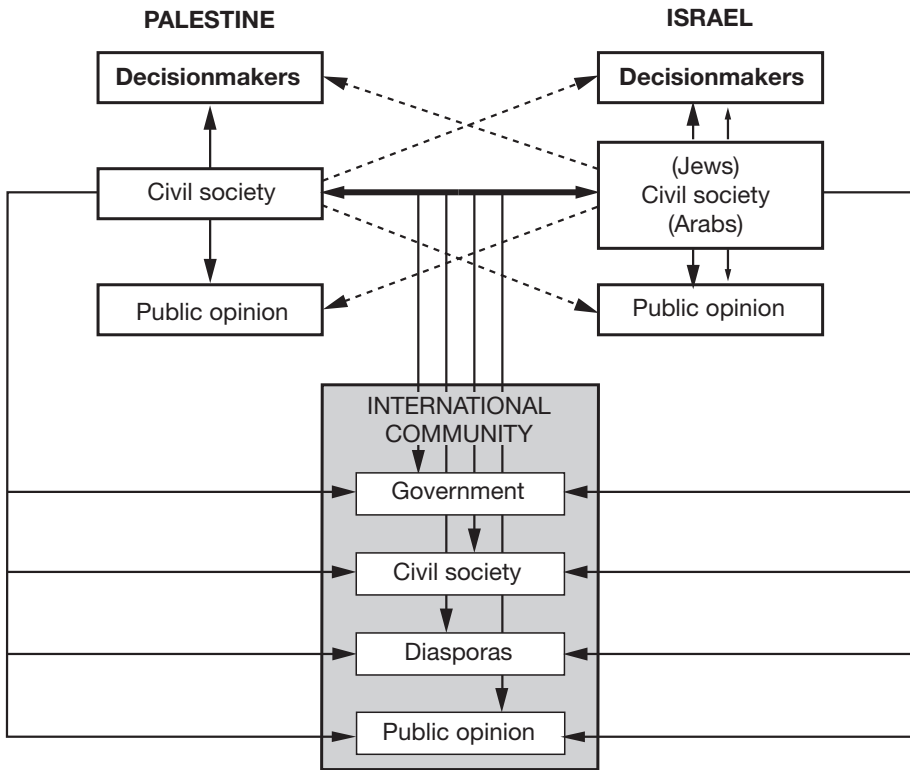 PALESTINE
ISRAEL
Decisionmakers
Decisionmakers
Civil society
(Jews)
Civil society
(Arabs)
Public opinion
Public opinion
INTERNATIONAL
COMMUNITY
Government
Civil society
Diasporas
Public opinion